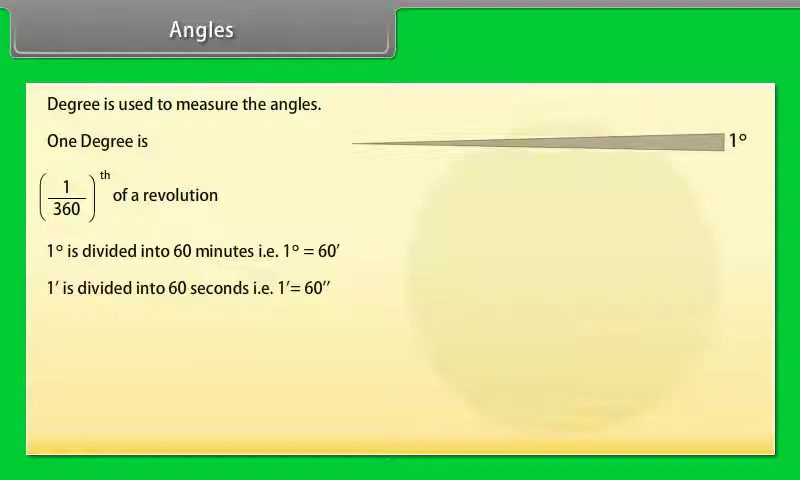 Angles
Degree is used to measure the angles.
One Degree is
1°
(1/360)th of a revolution
1° is divided into 60 minutes i.e. 1° = 60′
1′ is divided into 60 seconds i.e. 1′= 60′′